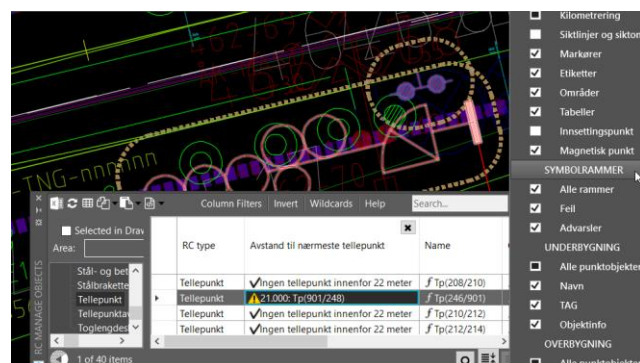 Kilometrering
Siktlinjer og sikton
Markører
Etiketter
Områder
Tabeller
Innsettingspunkt
Magnetisk punkt
SYMBOLRAMMER
Alle rammer
Feil
Advarsler
UNDERBYGNING
Alle punktobjekter
Navn
TAG
Objektinfo
OVERBYGNING
Alle punktobjekter
-TNG-nnnnn
Column Filters Invert Wildcards Help Search...
Selected in Draw
Area:
RC MANAGE OBJECTS
Stål- og bet
Stålbrakette
Tellepunkt
Tellepunktav
Toglengdes
RC type Avstand til nærmeste tellepunkt Name
Tellepunkt Ingen tellepunkt innenfor 22 meter Tp(208/210)
Tellepunkt 21.000: Tp(901/248) Tp(246/901)
Tellepunkt Ingen tellepunkt innenfor 22 meter Tp(210/212)
Tellepunkt Ingen tellepunkt innenfor 22 meter Tp(212/214)
1 of 40 items